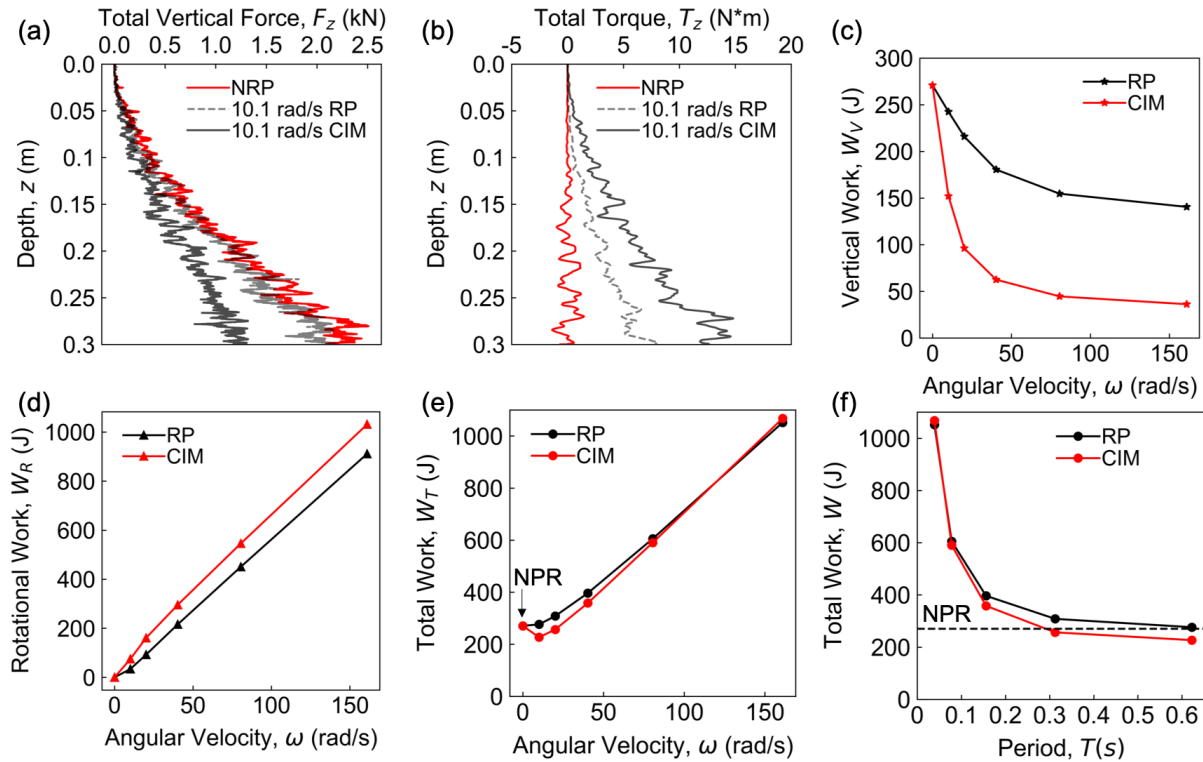 (a)
Total Vertical Force, F_z (kN)
0.0 0.5 1.0 1.5 2.0 2.5
0.0
0.05
0.1
0.15
0.2
0.25
0.3
Depth, z (m)
NRP
10.1 rad/s RP
10.1 rad/s CIM
(b)
Total Torque, T_z (N*m)
-5 0 5 10 15 20
0.0
0.05
0.1
0.15
0.2
0.25
0.3
Depth, z (m)
NRP
10.1 rad/s RP
10.1 rad/s CIM
(c)
300
250
200
150
100
50
0
Vertical Work, W_V (J)
RP
CIM
0 50 100 150
Angular Velocity, ω (rad/s)
(d)
1000
800
600
400
200
0
Rotational Work, W_R (J)
RP
CIM
0 50 100 150
Angular Velocity, ω (rad/s)
(e)
1000
800
600
400
200
0
Total Work, W_T (J)
RP
CIM
NPR
0 50 100 150
Angular Velocity, ω (rad/s)
(f)
1000
800
600
400
200
0
Total Work, W (J)
RP
CIM
NPR
0 0.1 0.2 0.3 0.4 0.5 0.6
Period, T(s)